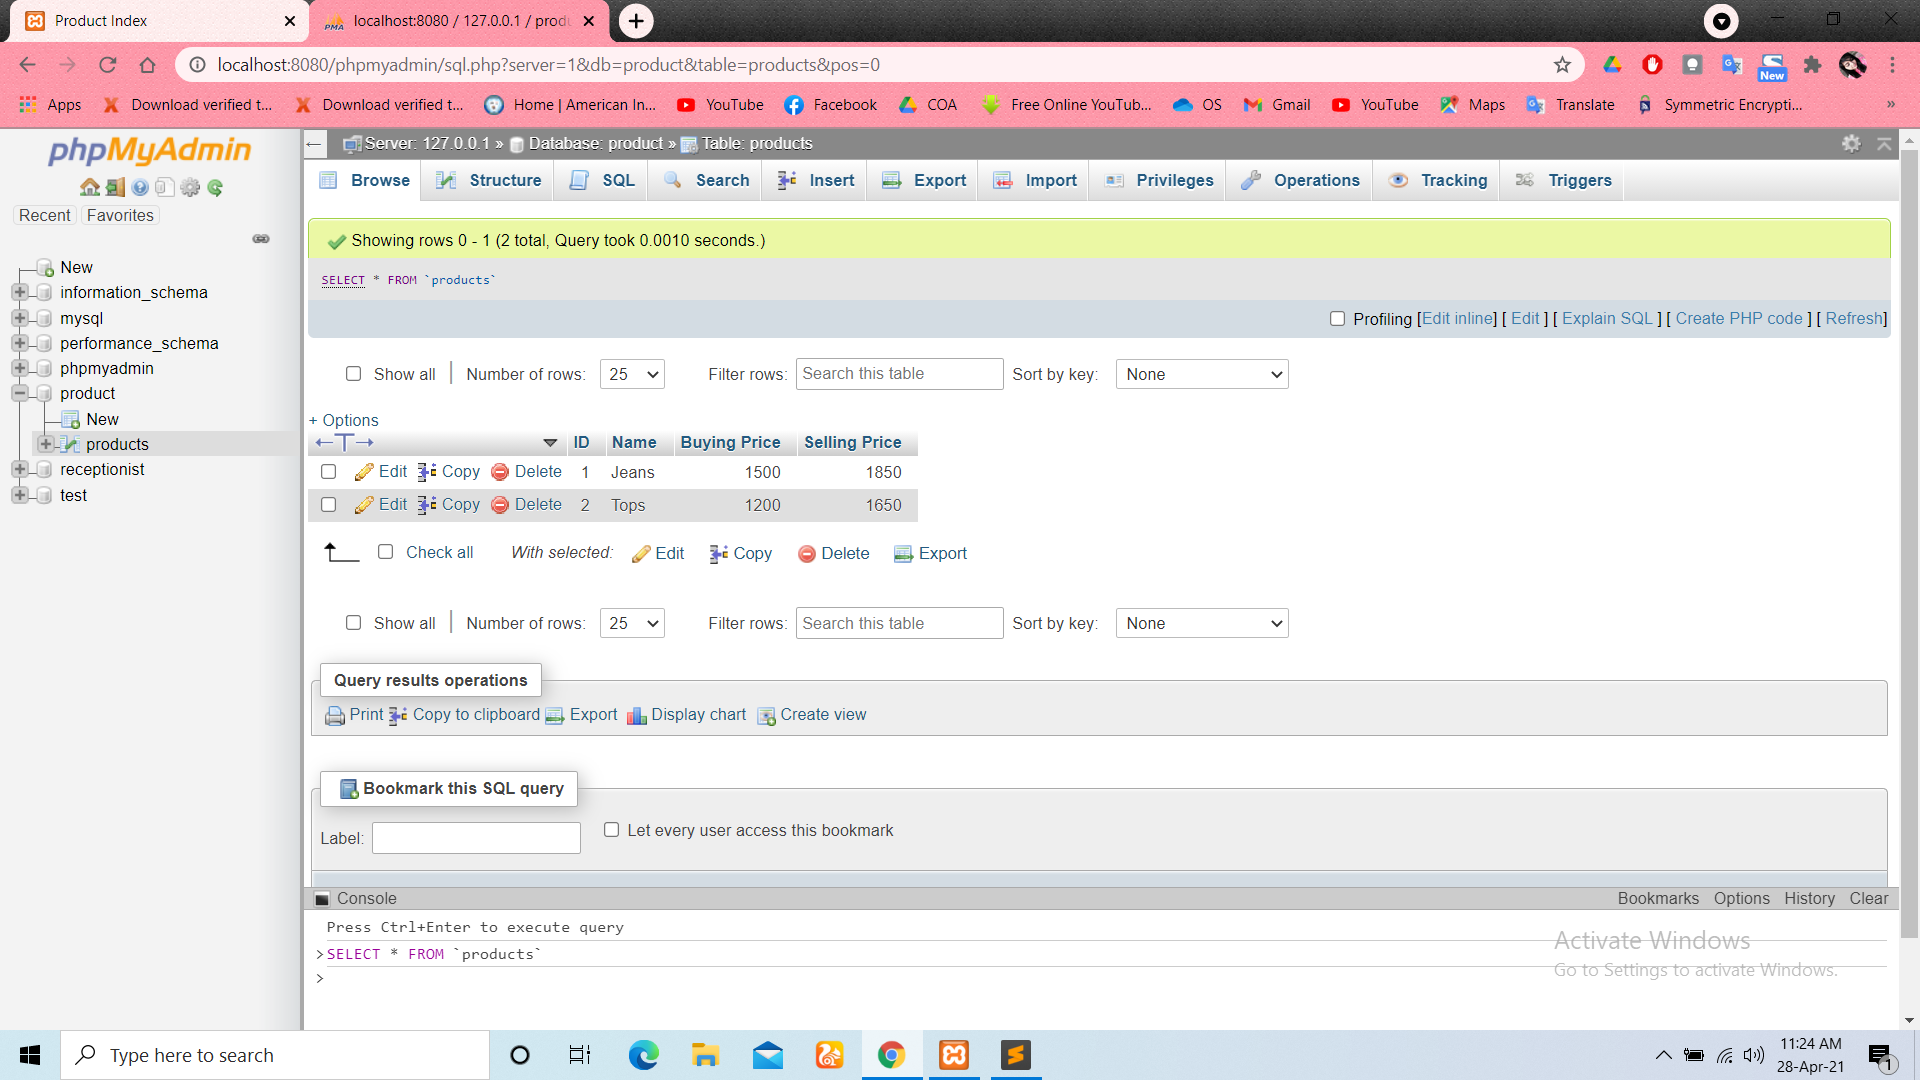 Product Index
localhost:8080 / 127.0.0.1 / produ
localhost:8080/phpmyadmin/sql.php?server=1&db=product&table=products&pos=0
New
Apps Download verified t... Download verified t... Home | American In... YouTube Facebook COA Free Online YouTub... OS Gmail YouTube Maps Translate Symmetric Encrypti... »
phpMyAdmin
Recent Favorites
New
information_schema
mysql
performance_schema
phpmyadmin
product
New
products
receptionist
test
Server: 127.0.0.1 » Database: product » Table: products
Browse Structure SQL Search Insert Export Import Privileges Operations Tracking Triggers
Showing rows 0 - 1 (2 total, Query took 0.0010 seconds.)
SELECT * FROM `products`
Profiling [Edit inline] [ Edit ] [ Explain SQL ] [ Create PHP code ] [ Refresh]
Show all Number of rows: 25 Filter rows: Search this table Sort by key: None
+ Options
←T→ ID Name Buying Price Selling Price
Edit Copy Delete 1 Jeans 1500 1850
Edit Copy Delete 2 Tops 1200 1650
Check all With selected: Edit Copy Delete Export
Show all Number of rows: 25 Filter rows: Search this table Sort by key: None
Query results operations
Print Copy to clipboard Export Display chart Create view
Bookmark this SQL query
Label: Let every user access this bookmark
Console Bookmarks Options History Clear
Press Ctrl+Enter to execute query
>SELECT * FROM `products`
>
Activate Windows
Go to Settings to activate Windows.
Type here to search
11:24 AM
28-Apr-21
1